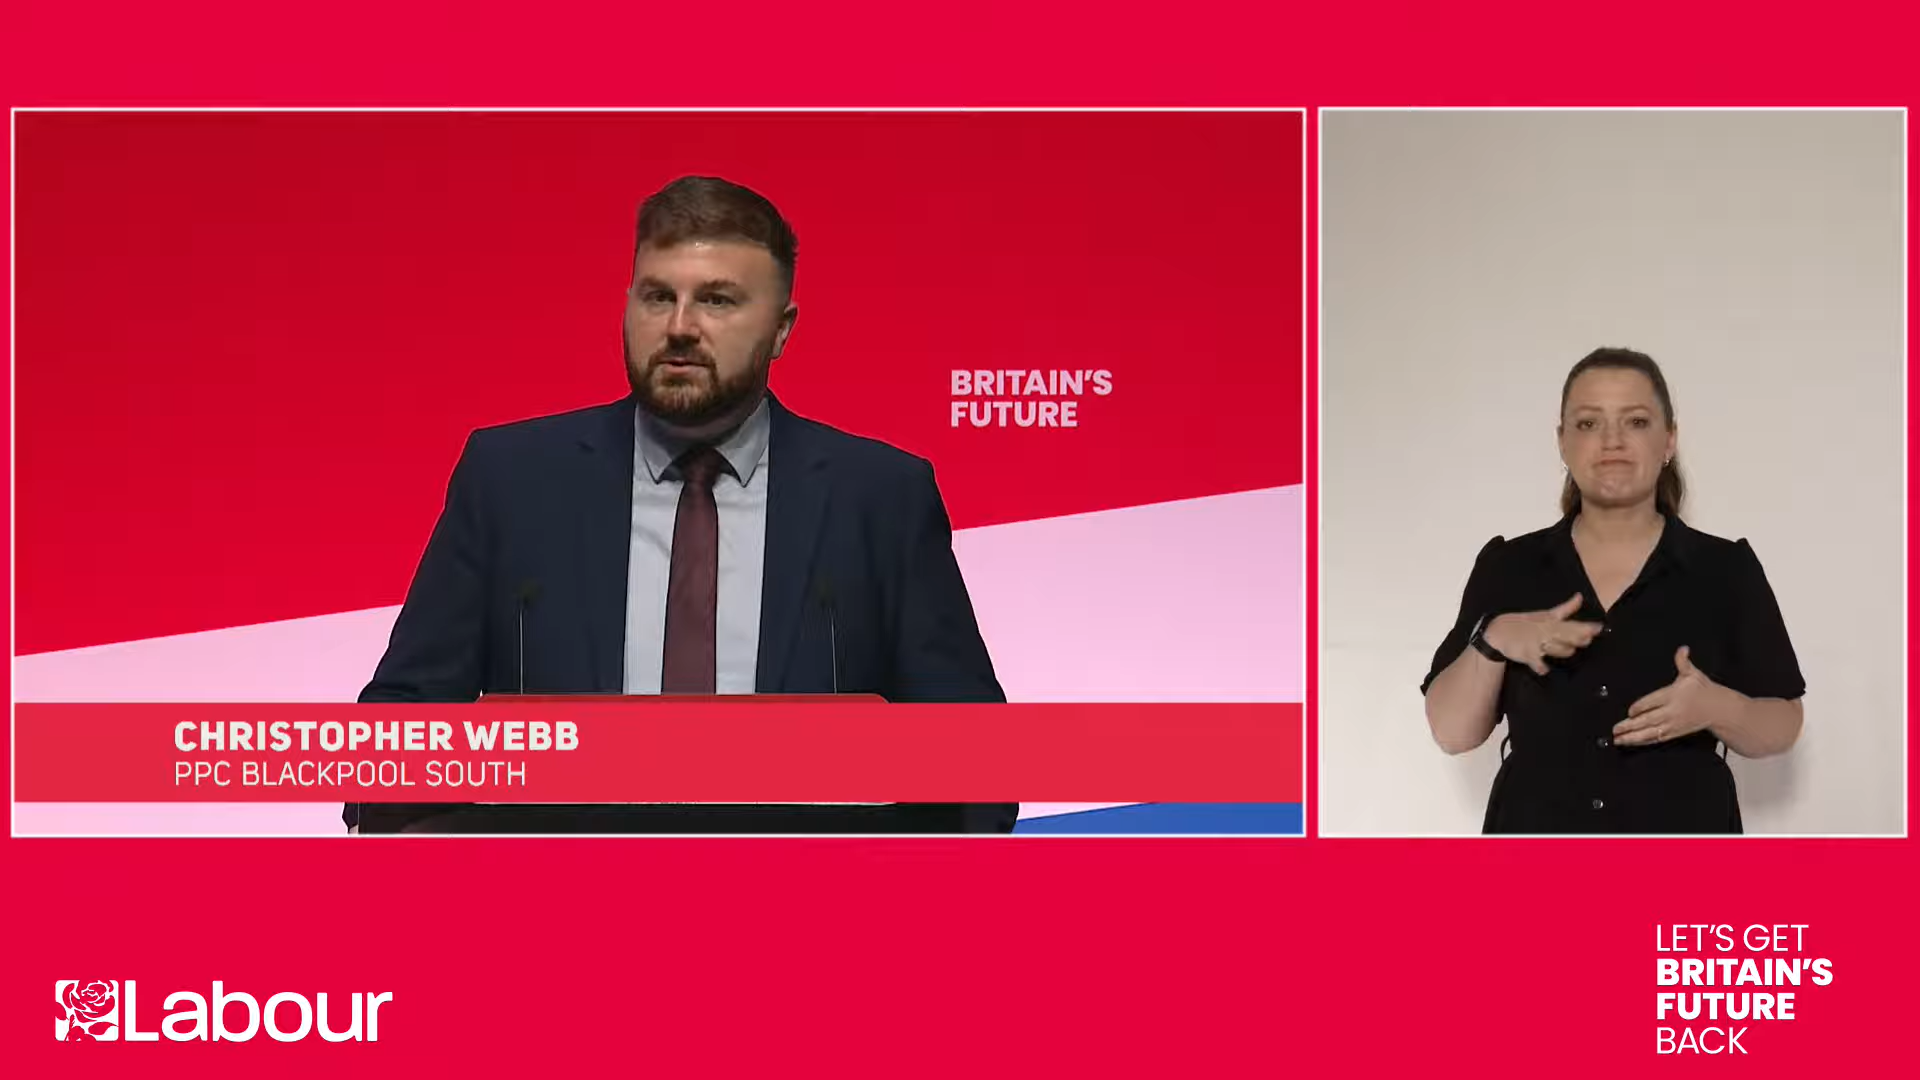 BRITAIN'S
FUTURE
CHRISTOPHER WEBB
PPC BLACKPOOL SOUTH
Labour
LET'S GET
BRITAIN'S
FUTURE
BACK